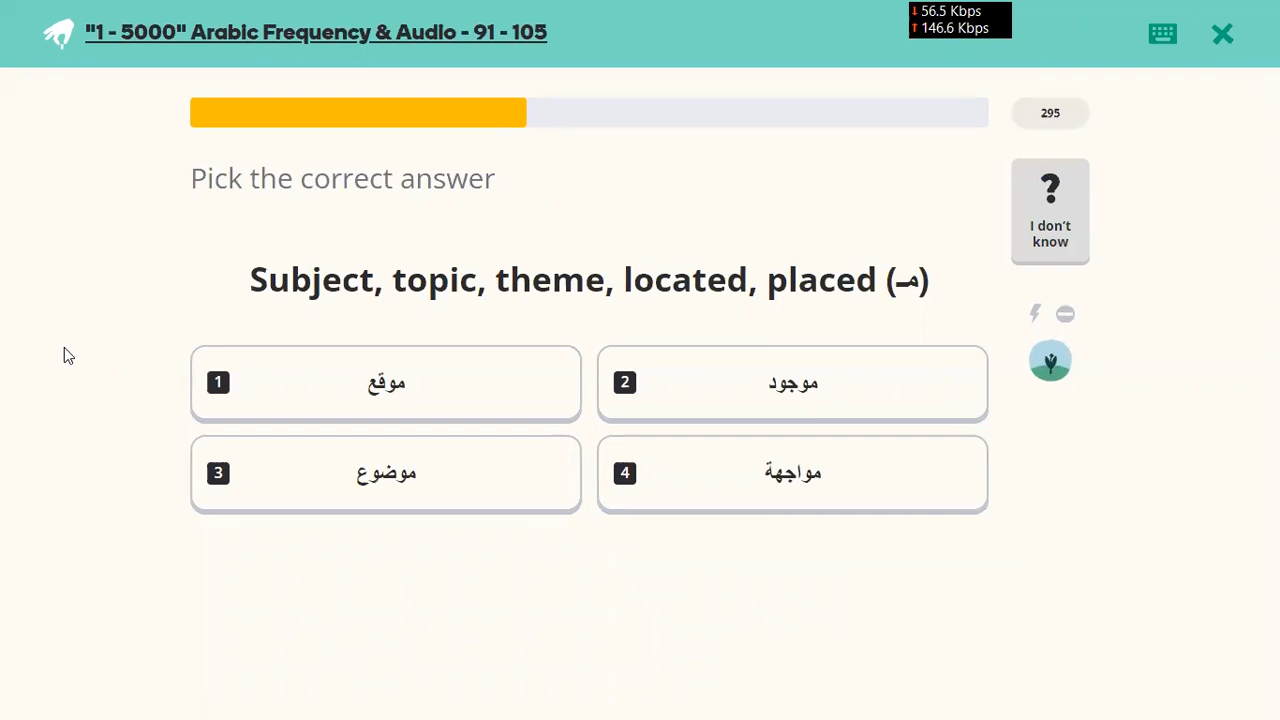 "1 - 5000" Arabic Frequency & Audio - 91 - 105
↓ 56.5 Kbps
↑ 146.6 Kbps
295
Pick the correct answer
?
I don't
know
Subject, topic, theme, located, placed (مـ)
1 موقع
2 موجود
3 موضوع
4 مواجهة